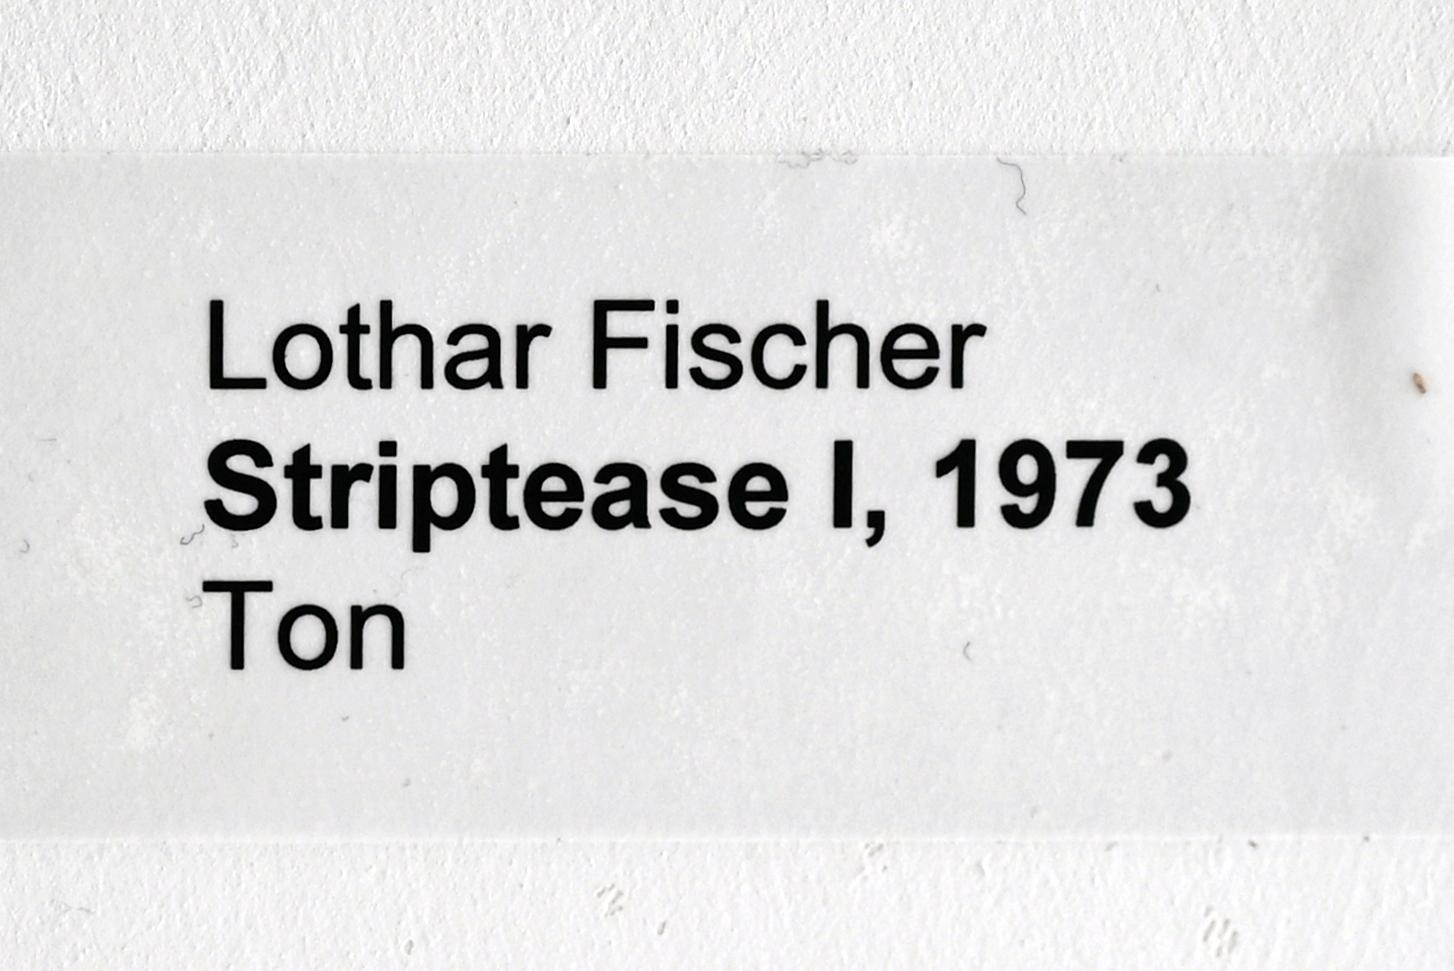 Lothar Fischer
Striptease I, 1973
Ton